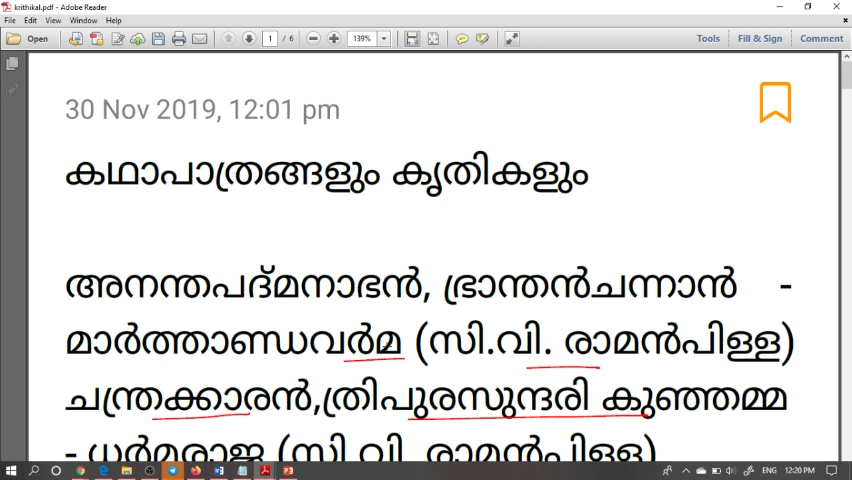 krithikal.pdf - Adobe Reader
File Edit View Window Help
Open 1 / 6 139% Tools Fill & Sign Comment
30 Nov 2019, 12:01 pm
കഥാപാത്രങ്ങളും കൃതികളും
അനന്തപദ്മനാഭൻ, ഭ്രാന്തൻചന്നാൻ -
മാർത്താണ്ഡവർമ (സി.വി. രാമൻപിള്ള)
ചന്ത്രക്കാരൻ,ത്രിപുരസുന്ദരി കുഞ്ഞമ്മ
- ധർമരാജ (സി.വി. രാമൻപിള്ള)
ENG 12:20 PM